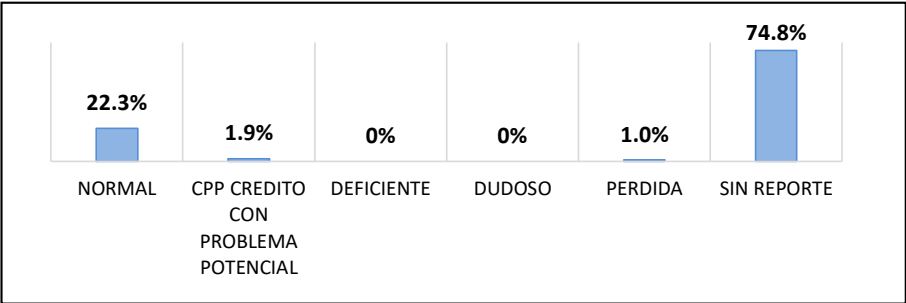 74.8%
22.3%
1.9%
0%
0%
1.0%
NORMAL
CPP CREDITO
CON
PROBLEMA
POTENCIAL
DEFICIENTE
DUDOSO
PERDIDA
SIN REPORTE